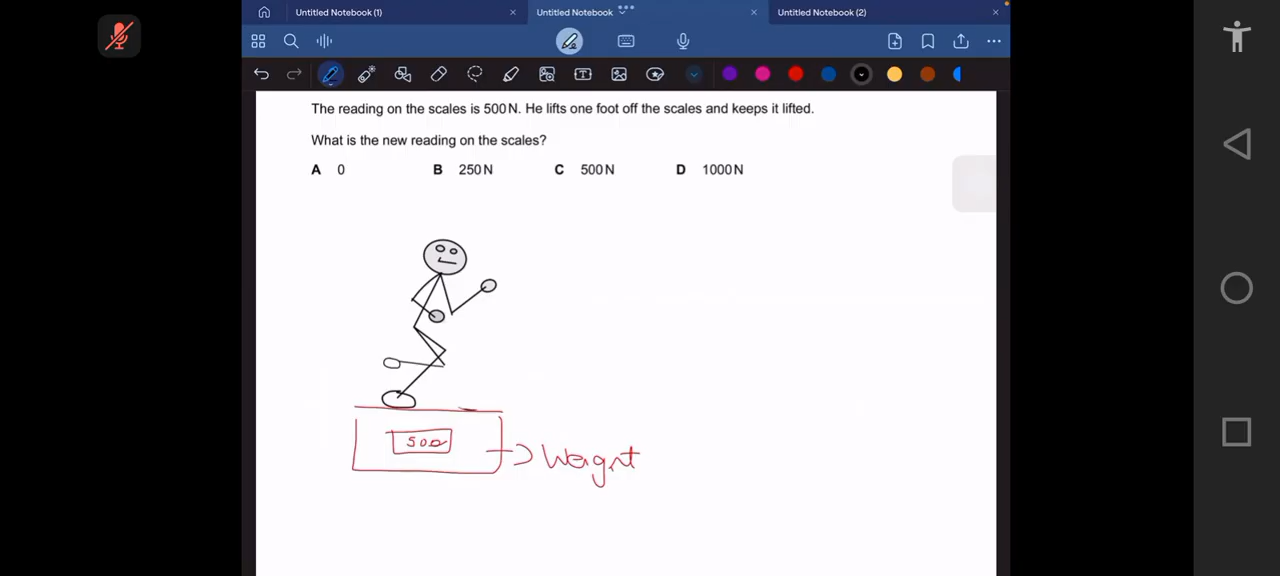 Untitled Notebook (1)
Untitled Notebook
Untitled Notebook (2)
The reading on the scales is 500 N. He lifts one foot off the scales and keeps it lifted.
What is the new reading on the scales?
A 0 B 250 N C 500 N D 1000 N
500
Weight